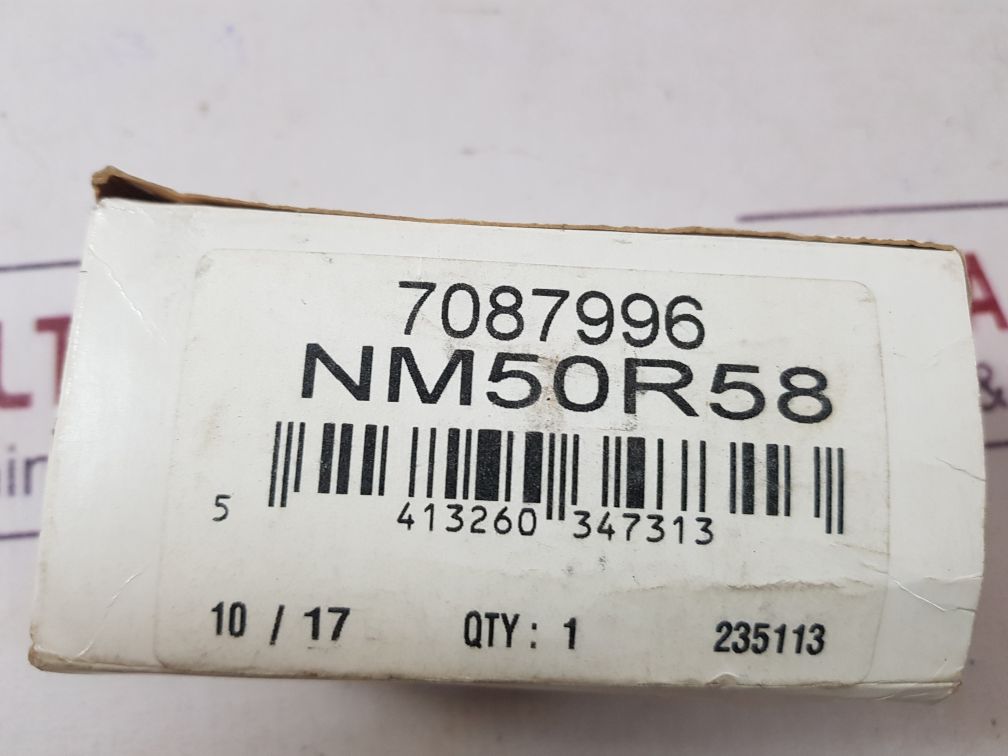 7087996
NM50R58
5 413260 347313
10 / 17 QTY : 1 235113